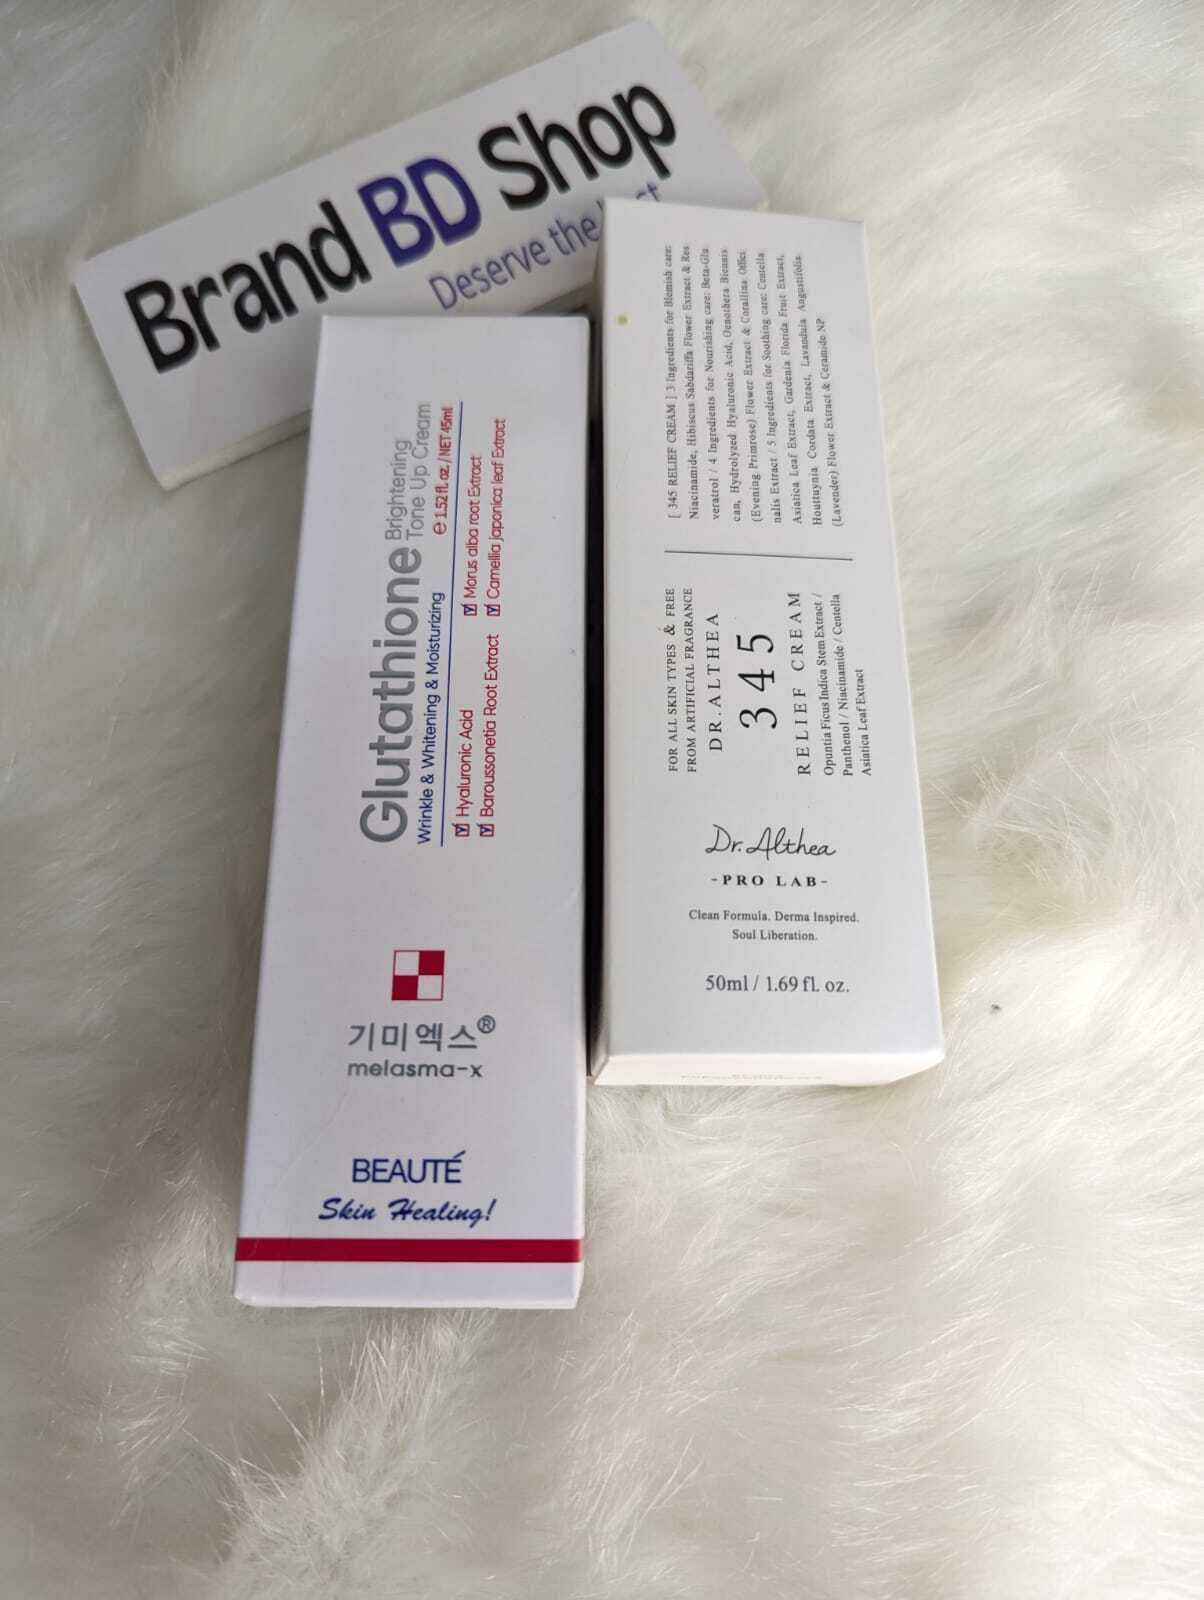 Brand BD Shop
Deserve the
Glutathione
Brightening
Tone Up Cream
Wrinkle & Whitening & Moisturizing
e 1.52 fl. oz. / NET 45ml
Hyaluronic Acid
Morus alba root Extract
Baroussonetia Root Extract
Camellia japonica leaf Extract
기미엑스®
melasma-x
BEAUTÉ
Skin Healing!
[ 345 RELIEF CREAM ] 3 Ingredients for Blemish care:
Niacinamide, Hibiscus Sabdariffa Flower Extract & Res
veratrol / 4 Ingredients for Nourishing care: Beta-Glu
can, Hydrolyzed Hyaluronic Acid, Oenothera Biennis
(Evening Primrose) Flower Extract & Corallina Offici
nalis Extract / 5 Ingredients for Soothing care: Centella
Asiatica Leaf Extract, Gardenia Florida Fruit Extract,
Houttuynia Cordata Extract, Lavandula Angustifolia
(Lavender) Flower Extract & Ceramide NP
FOR ALL SKIN TYPES & FREE
FROM ARTIFICIAL FRAGRANCE
DR.ALTHEA
345
RELIEF CREAM
Opuntia Ficus Indica Stem Extract /
Panthenol / Niacinamide / Centella
Asiatica Leaf Extract
Dr.Althea
-PRO LAB-
Clean Formula. Derma Inspired.
Soul Liberation.
50ml / 1.69 fl. oz.